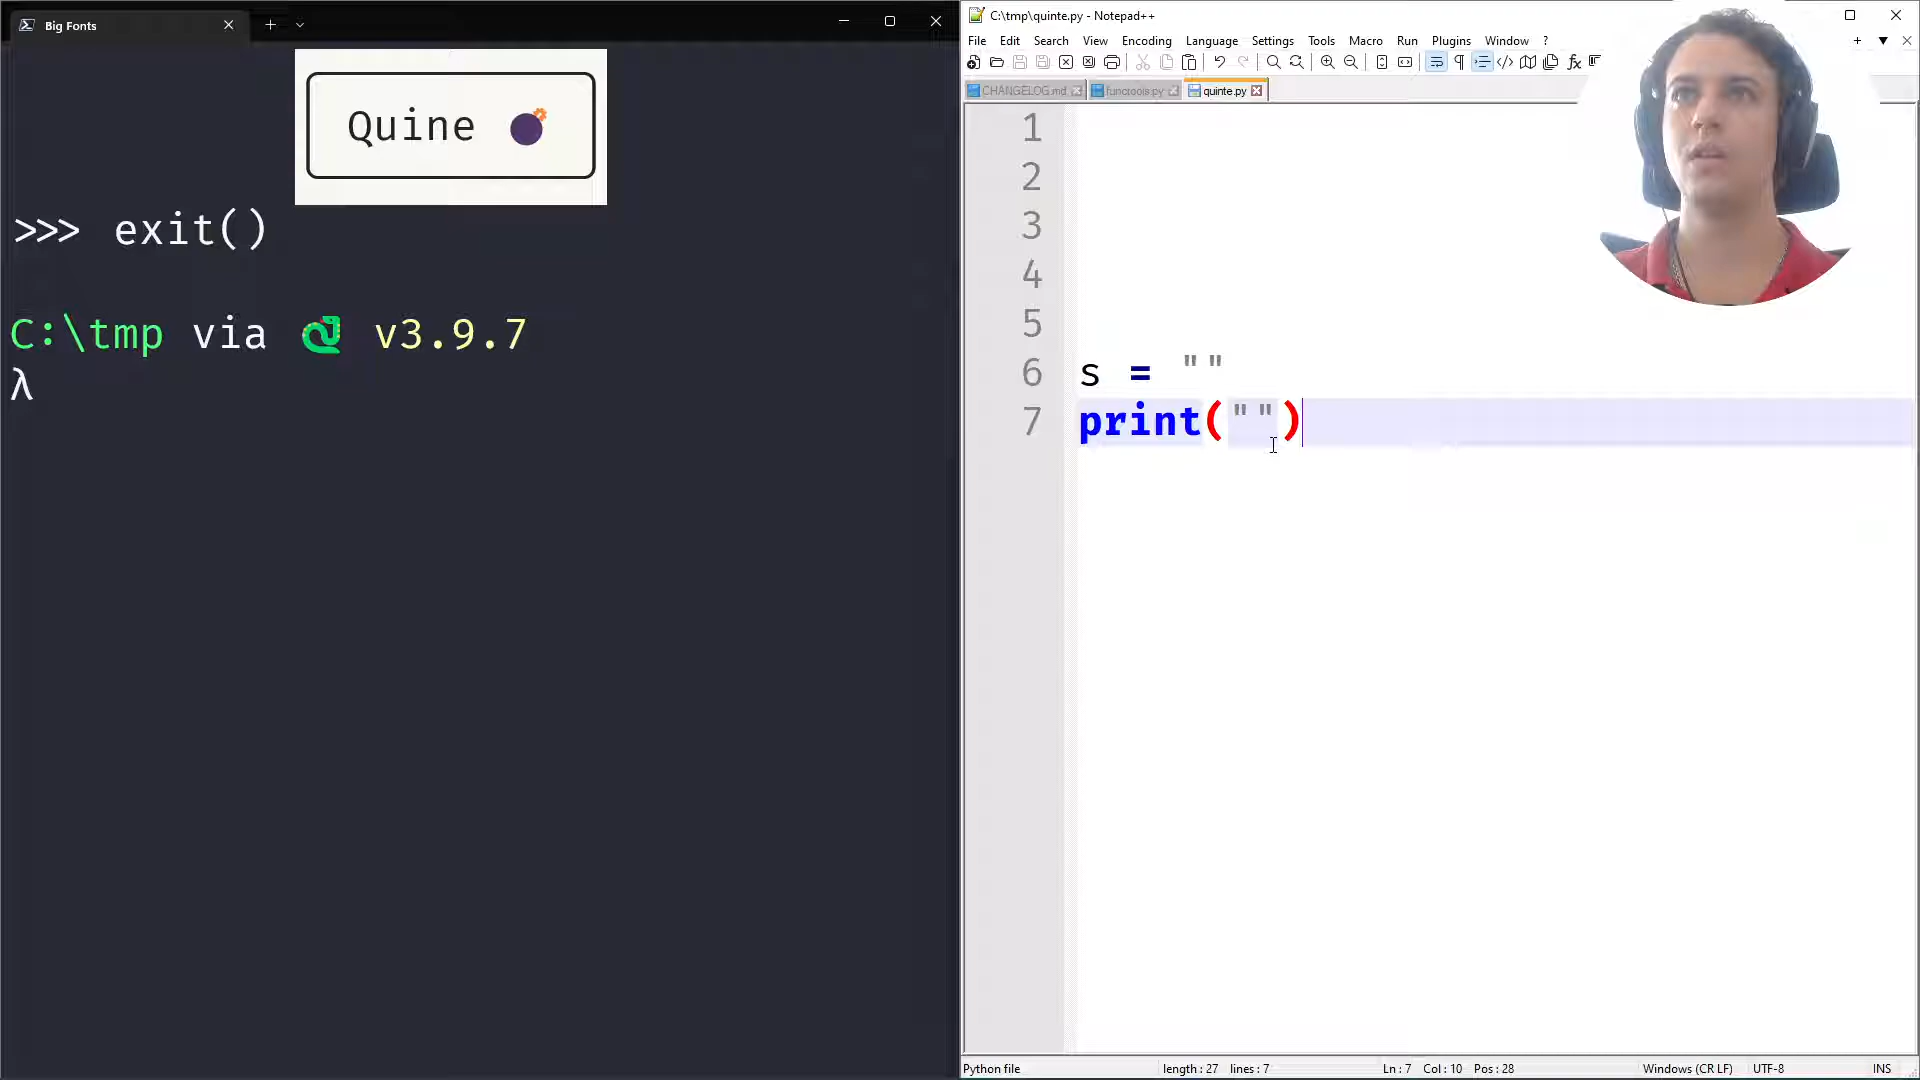 Big Fonts
Quine
>>> exit()
C:\tmp via v3.9.7
λ
C:\tmp\quinte.py - Notepad++
File Edit Search View Encoding Language Settings Tools Macro Run Plugins Window ?
CHANGELOG.md functools.py quinte.py
1
2
3
4
5
6 s = ""
7 print("")
Python file length : 27 lines : 7 Ln : 7 Col : 10 Pos : 28 Windows (CR LF) UTF-8 INS